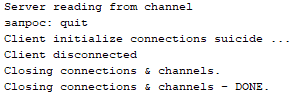 Server reading from channel
запрос: quit
Client initialize connections suicide ...
Client disconnected
Closing connections & channels.
Closing connections & channels - DONE.